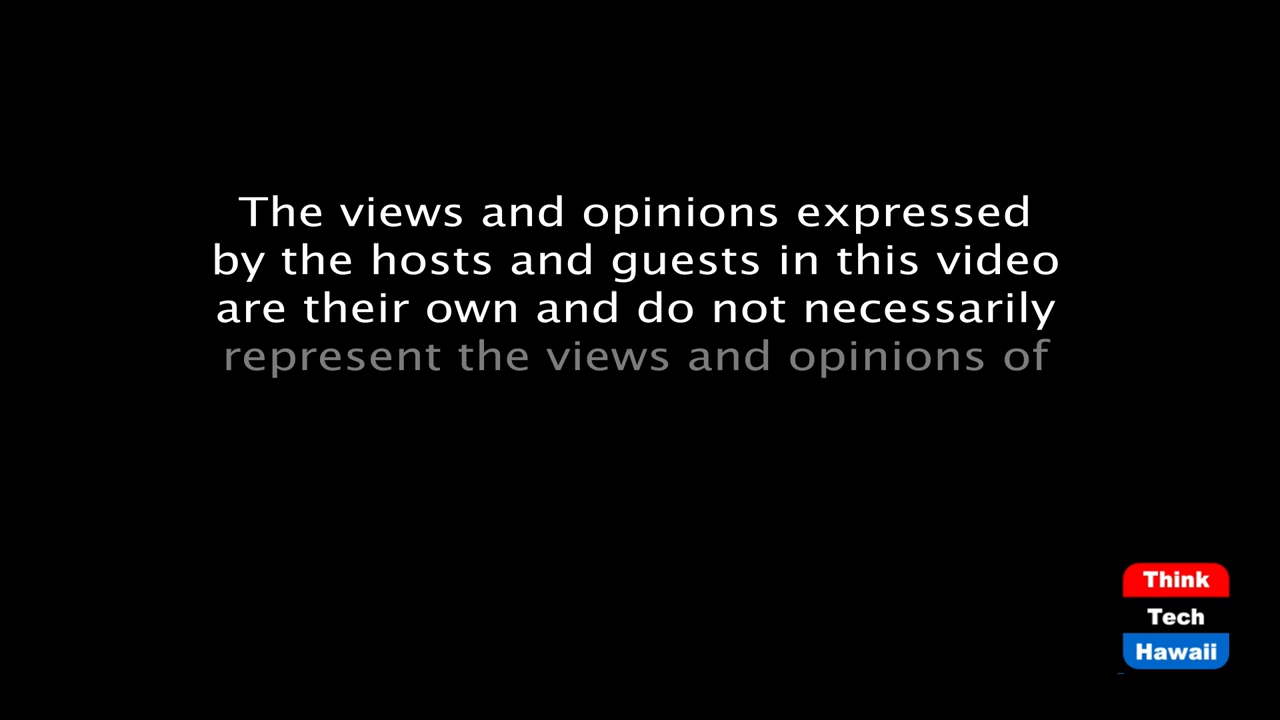 The views and opinions expressed
by the hosts and guests in this video
are their own and do not necessarily
represent the views and opinions of
Think
Tech
Hawaii